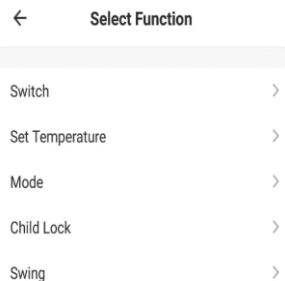 Select Function
Switch
Set Temperature
Mode
Child Lock
Swing